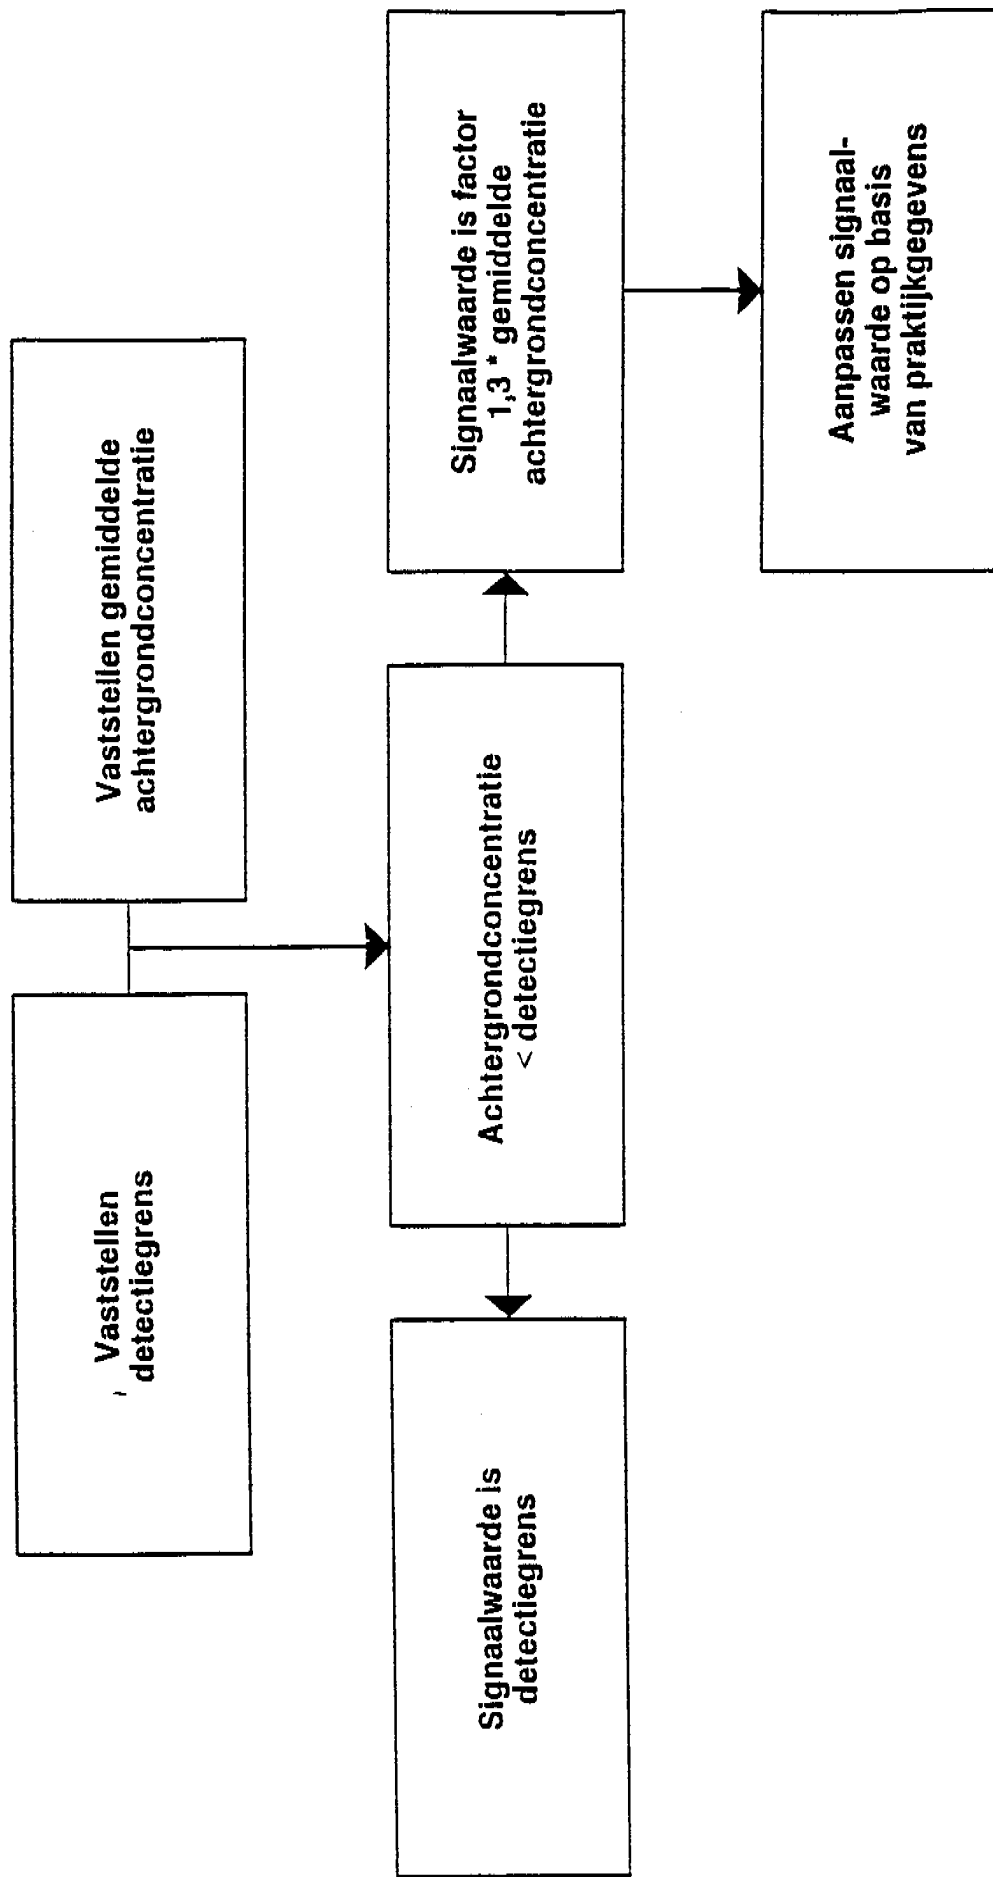 Vaststellen
detectiegrens
Vaststellen gemiddelde
achtergrondconcentratie
Signaalwaarde is
detectiegrens
Achtergrondconcentratie
< detectiegrens
Signaalwaarde is factor
1,3 * gemiddelde
achtergrondconcentratie
Aanpassen signaal-
waarde op basis
van praktijkgegevens